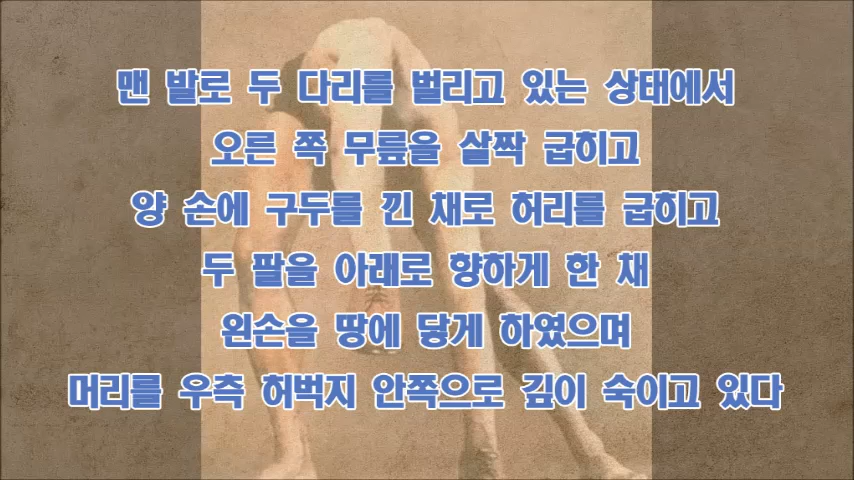 맨 발로 두 다리를 벌리고 있는 상태에서
오른 쪽 무릎을 살짝 굽히고
양 손에 구두를 낀 채로 허리를 굽히고
두 팔을 아래로 향하게 한 채
왼손을 땅에 닿게 하였으며
머리를 우측 허벅지 안쪽으로 깊이 숙이고 있다